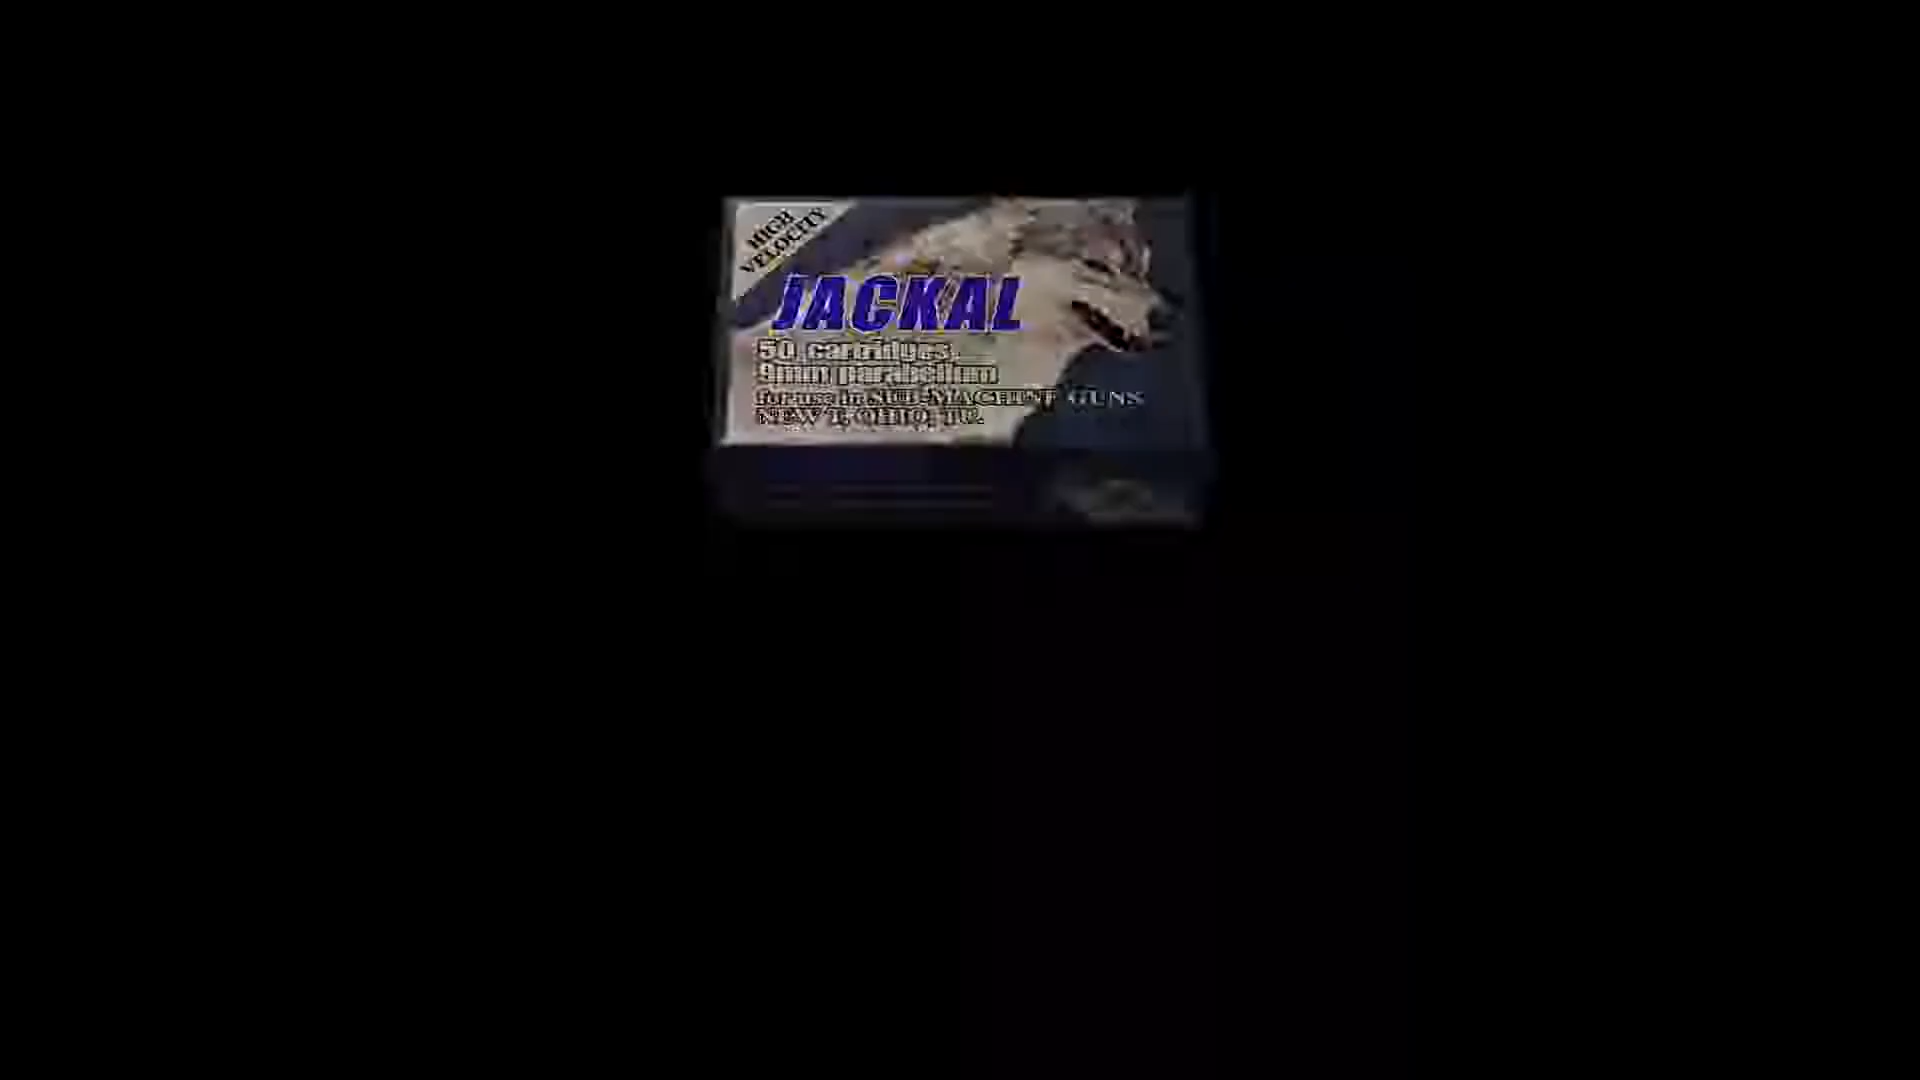 HIGH
VELOCITY
JACKAL
50 cartridges
9mm parabellum
for use in SUB-MACHINE GUNS